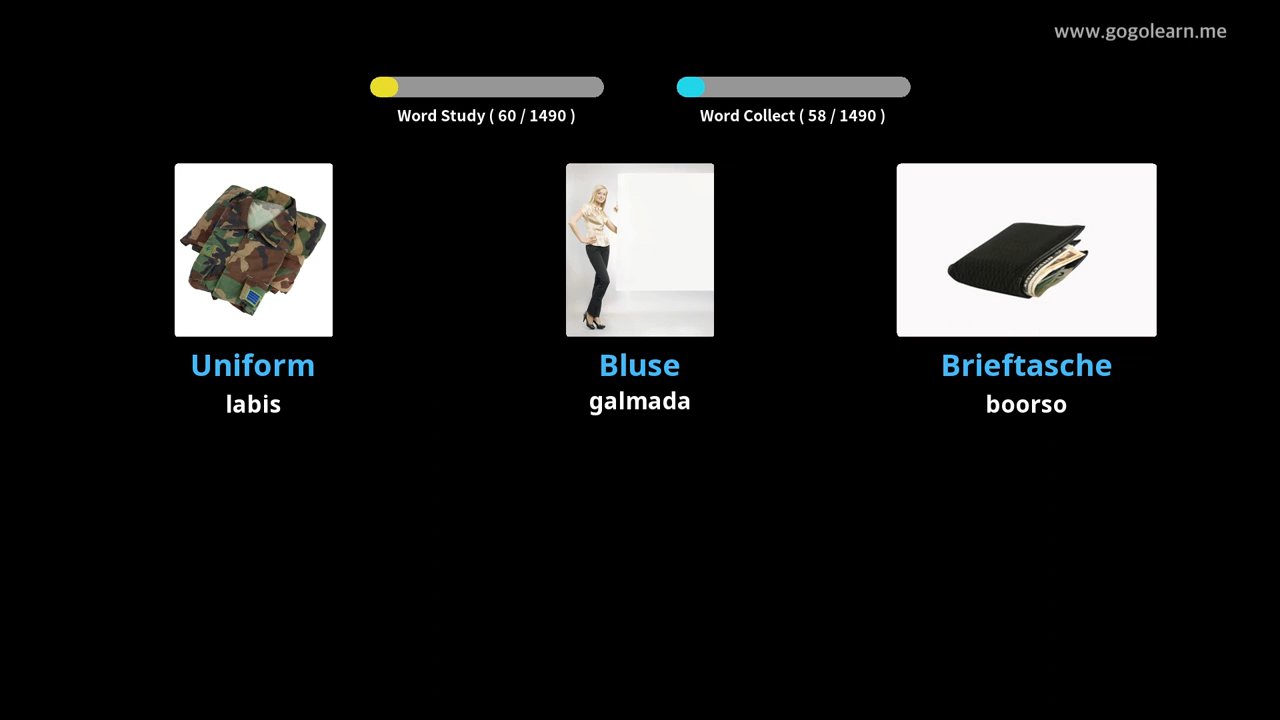 www.gogolearn.me
Word Study ( 60 / 1490 )
Word Collect ( 58 / 1490 )
Uniform
labis
Bluse
galmada
Brieftasche
boorso